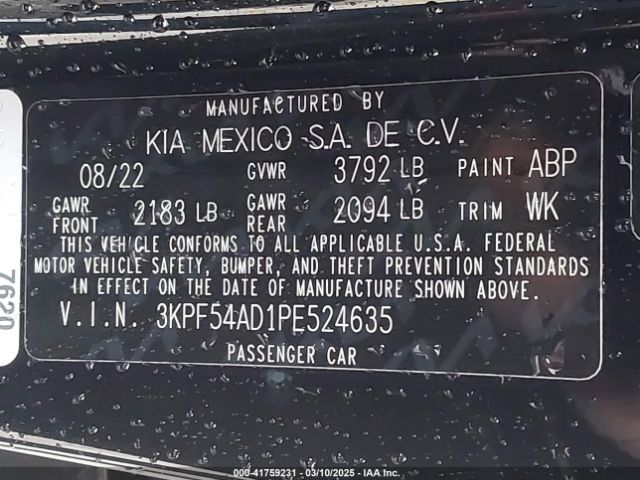 MANUFACTURED BY
KIA MEXICO S.A. DE C.V.
08/22 GVWR 3792 LB PAINT ABP
GAWR FRONT 2183 LB GAWR REAR 2094 LB TRIM WK
THIS VEHICLE CONFORMS TO ALL APPLICABLE U.S.A. FEDERAL
MOTOR VEHICLE SAFETY, BUMPER, AND THEFT PREVENTION STANDARDS
IN EFFECT ON THE DATE OF MANUFACTURE SHOWN ABOVE.
V.I.N. 3KPF54AD1PE524635
PASSENGER CAR
7620
000-41759231 - 03/10/2025 - IAA Inc.